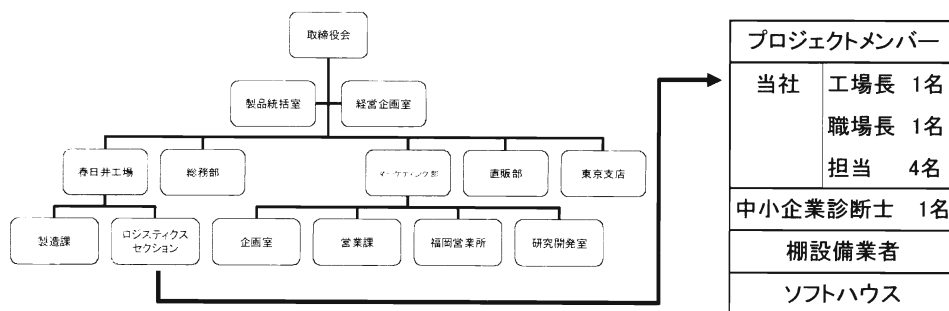 取締役会
製品統括室
経営企画室
春日井工場
総務部
マーケティング部
直販部
東京支店
製造課
ロジスティクス
セクション
企画室
営業課
福岡営業所
研究開発室
プロジェクトメンバー
当社 工場長 1名
職場長 1名
担当 4名
中小企業診断士 1名
棚設備業者
ソフトハウス